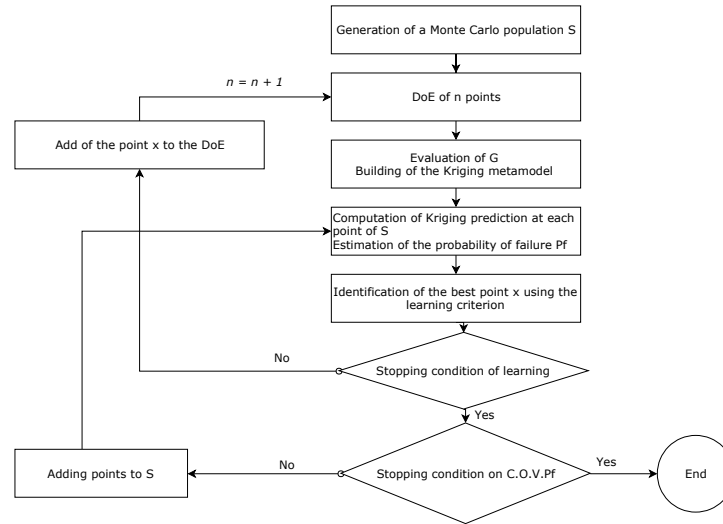 Generation of a Monte Carlo population S
n = n + 1
DoE of n points
Add of the point x to the DoE
Evaluation of G
Building of the Kriging metamodel
Computation of Kriging prediction at each
point of S
Estimation of the probability of failure Pf
Identification of the best point x using the
learning criterion
No
Stopping condition of learning
Yes
Adding points to S
No
Stopping condition on C.O.V.Pf
Yes
End